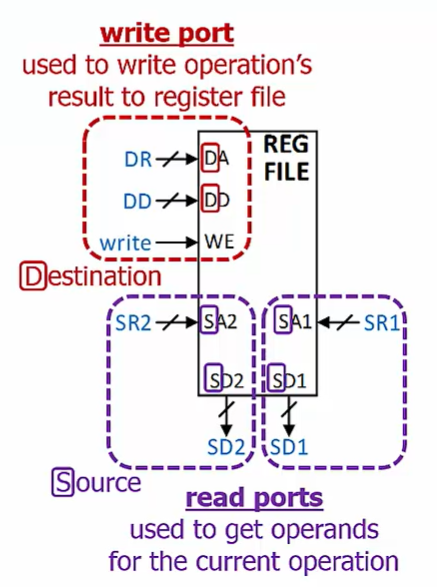 write port
used to write operation's
result to register file
REG
FILE
DR DA
DD DD
write WE
Destination
SR2 SA2 SA1 SR1
SD2 SD1
SD2 SD1
Source
read ports
used to get operands
for the current operation